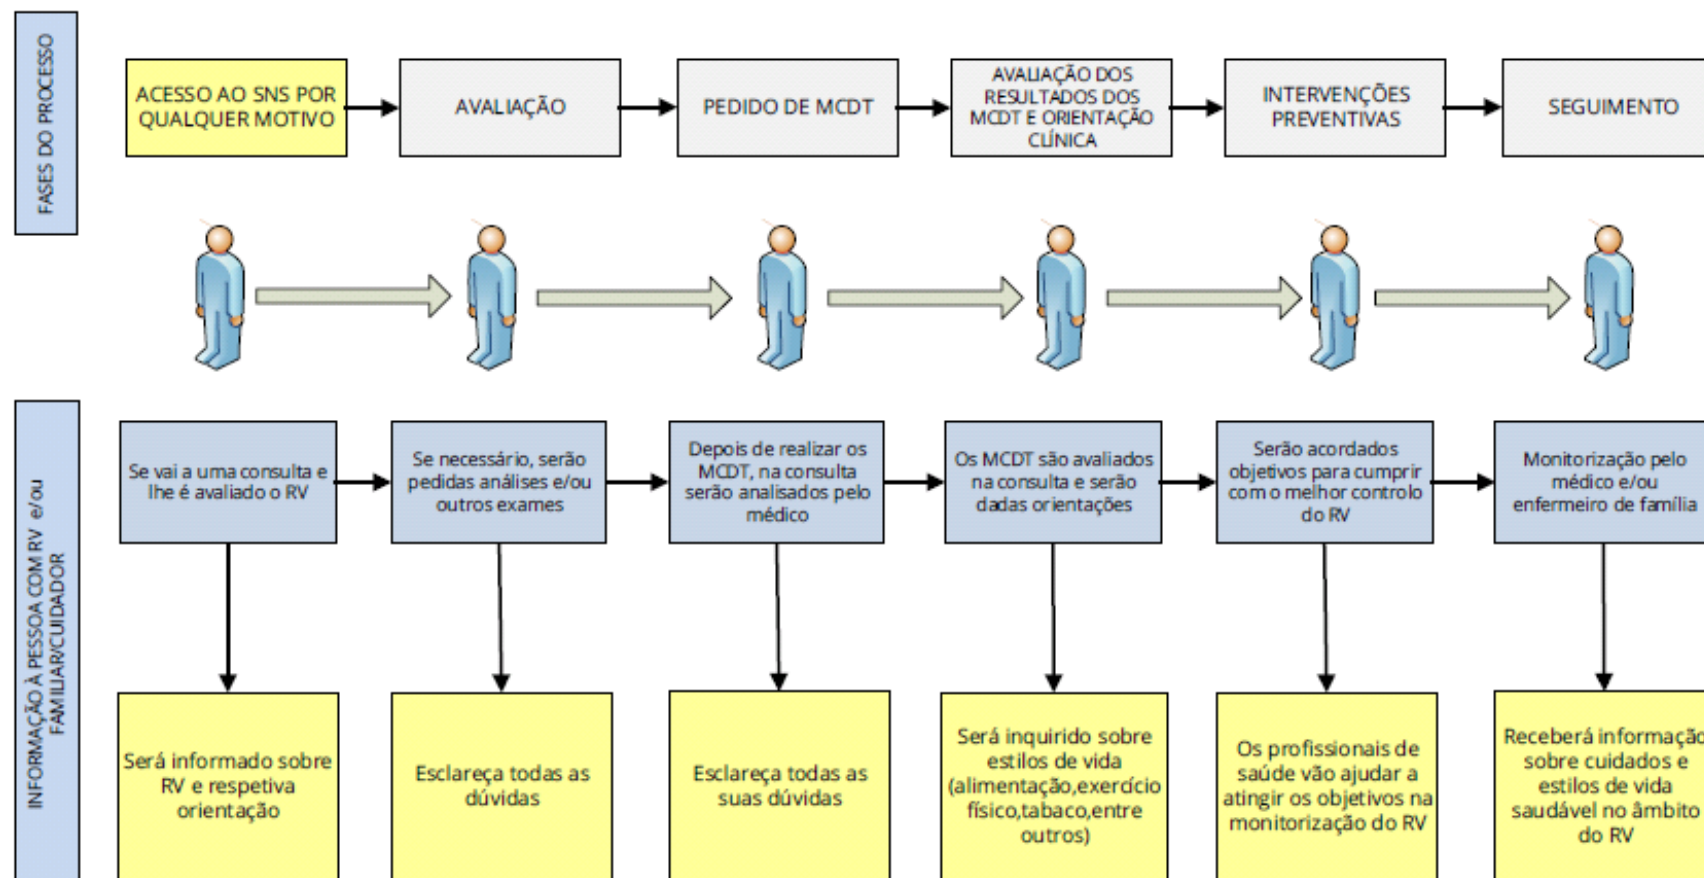 FASES DO PROCESSO
ACESSO AO SNS POR
QUALQUER MOTIVO
AVALIAÇÃO
PEDIDO DE MCDT
AVALIAÇÃO DOS
RESULTADOS DOS
MCDT E ORIENTAÇÃO
CLÍNICA
INTERVENÇÕES
PREVENTIVAS
SEGUIMENTO
INFORMAÇÃO À PESSOA COM RV e/ou
FAMILIAR/CUIDADOR
Se vai a uma consulta e
lhe é avaliado o RV
Se necessário, serão
pedidas análises e/ou
outros exames
Depois de realizar os
MCDT, na consulta
serão analisados pelo
médico
Os MCDT são avaliados
na consulta e serão
dadas orientações
Serão acordados
objetivos para cumprir
com o melhor controlo
do RV
Monitorização pelo
médico e/ou
enfermeiro de família
Será informado sobre
RV e respetiva
orientação
Esclareça todas as
dúvidas
Esclareça todas as
suas dúvidas
Será inquirido sobre
estilos de vida
(alimentação,exercício
físico,tabaco,entre
outros)
Os profissionais de
saúde vão ajudar a
atingir os objetivos na
monitorização do RV
Receberá informação
sobre cuidados e
estilos de vida
saudável no âmbito
do RV